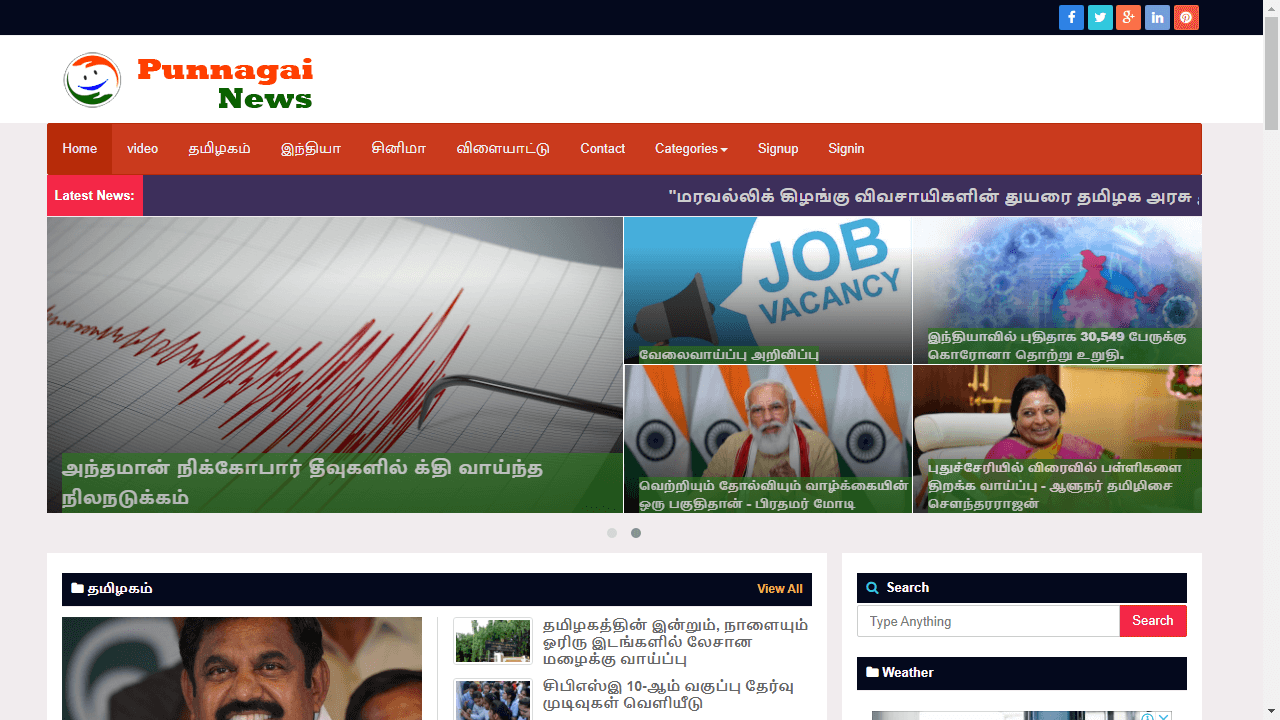 Punnagai
News
Home video தமிழகம் இந்தியா சினிமா விளையாட்டு Contact Categories Signup Signin
Latest News: "மரவல்லிக் கிழங்கு விவசாயிகளின் துயரை தமிழக அரசு
அந்தமான் நிக்கோபார் தீவுகளில் க்தி வாய்ந்த
நிலநடுக்கம்
JOB
VACANCY
வேலைவாய்ப்பு அறிவிப்பு
இந்தியாவில் புதிதாக 30,549 பேருக்கு
கொரோனா தொற்று உறுதி.
வெற்றியும் தோல்வியும் வாழ்க்கையின்
ஒரு பகுதிதான் - பிரதமர் மோடி
புதுச்சேரியில் விரைவில் பள்ளிகளை
திறக்க வாய்ப்பு - ஆளுநர் தமிழிசை
சௌந்தரராஜன்
தமிழகம் View All
தமிழகத்தின் இன்றும், நாளையும்
ஓரிரு இடங்களில் லேசான
மழைக்கு வாய்ப்பு
சிபிஎஸ்இ 10-ஆம் வகுப்பு தேர்வு
முடிவுகள் வெளியீடு
Search
Type Anything Search
Weather